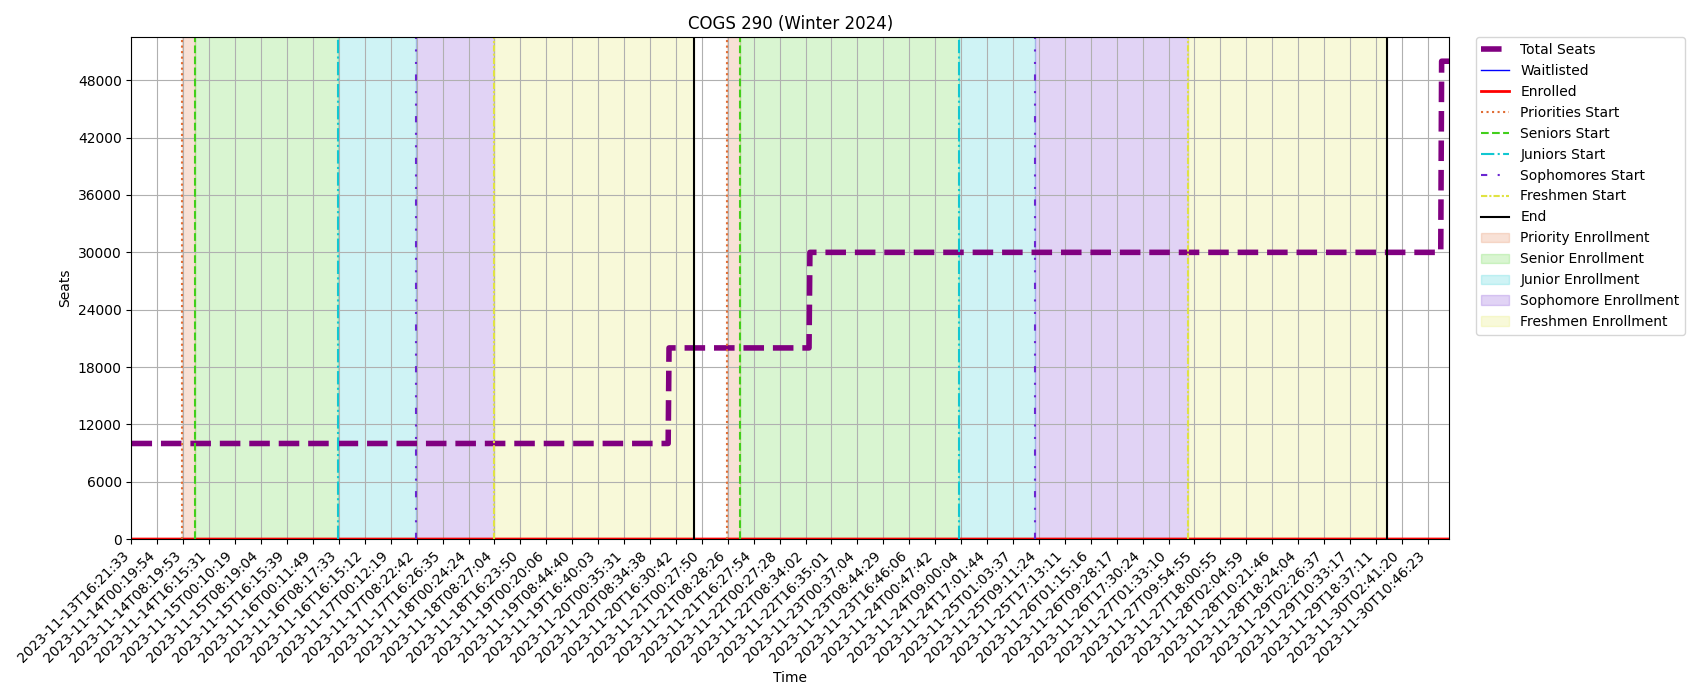 COGS 290 (Winter 2024)
Seats
48000
42000
36000
30000
24000
18000
12000
6000
0
2023-11-13T16:21:33
2023-11-14T00:19:54
2023-11-14T08:19:53
2023-11-14T16:15:31
2023-11-15T00:10:19
2023-11-15T08:19:04
2023-11-15T16:15:39
2023-11-16T00:11:49
2023-11-16T08:17:33
2023-11-16T16:15:12
2023-11-17T00:12:19
2023-11-17T08:22:42
2023-11-17T16:26:35
2023-11-18T00:24:24
2023-11-18T08:27:04
2023-11-18T16:23:50
2023-11-19T00:20:06
2023-11-19T08:44:40
2023-11-19T16:40:03
2023-11-20T00:35:31
2023-11-20T08:34:38
2023-11-20T16:30:42
2023-11-21T00:27:50
2023-11-21T08:28:26
2023-11-21T16:27:54
2023-11-22T00:27:28
2023-11-22T08:34:02
2023-11-22T16:35:01
2023-11-23T00:37:04
2023-11-23T08:44:29
2023-11-23T16:46:06
2023-11-24T00:47:42
2023-11-24T09:00:04
2023-11-24T17:01:44
2023-11-25T01:03:37
2023-11-25T09:11:24
2023-11-25T17:13:11
2023-11-26T01:15:16
2023-11-26T09:28:17
2023-11-26T17:30:24
2023-11-27T01:33:10
2023-11-27T09:54:55
2023-11-27T18:00:55
2023-11-28T02:04:59
2023-11-28T10:21:46
2023-11-28T18:24:04
2023-11-29T02:26:37
2023-11-29T10:33:17
2023-11-29T18:37:11
2023-11-30T02:41:20
2023-11-30T10:46:23
Time
Total Seats
Waitlisted
Enrolled
Priorities Start
Seniors Start
Juniors Start
Sophomores Start
Freshmen Start
End
Priority Enrollment
Senior Enrollment
Junior Enrollment
Sophomore Enrollment
Freshmen Enrollment